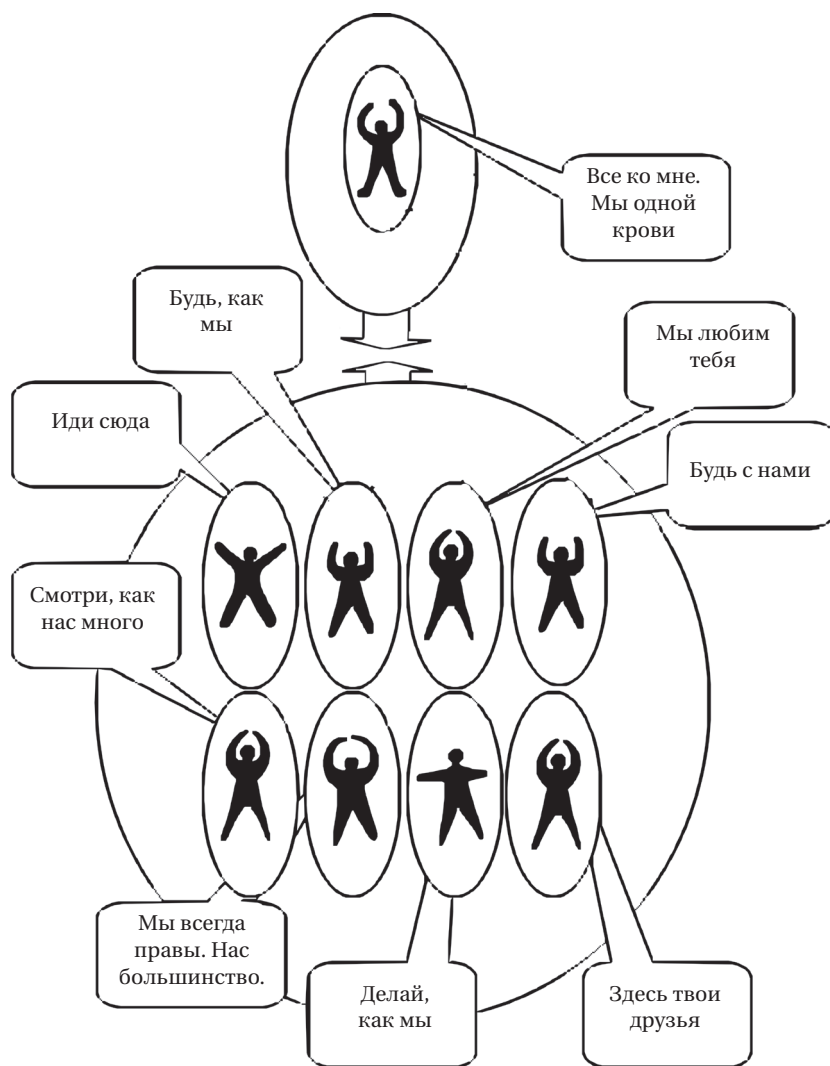 Все ко мне.
Мы одной
крови
Будь, как
мы
Мы любим
тебя
Иди сюда
Будь с нами
Смотри, как
нас много
Мы всегда
правы. Нас
большинство.
Делай,
как мы
Здесь твои
друзья